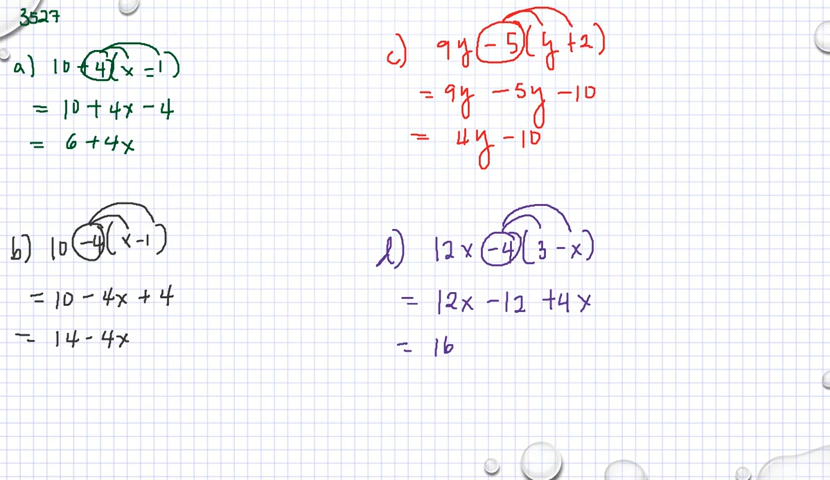 3527
a) 10 + 4(x - 1)
= 10 + 4x - 4
= 6 + 4x
b) 10 - 4(x - 1)
= 10 - 4x + 4
= 14 - 4x
c) 9y - 5(y + 2)
= 9y - 5y - 10
= 4y - 10
d) 12x - 4(3 - x)
= 12x - 12 + 4x
= 16